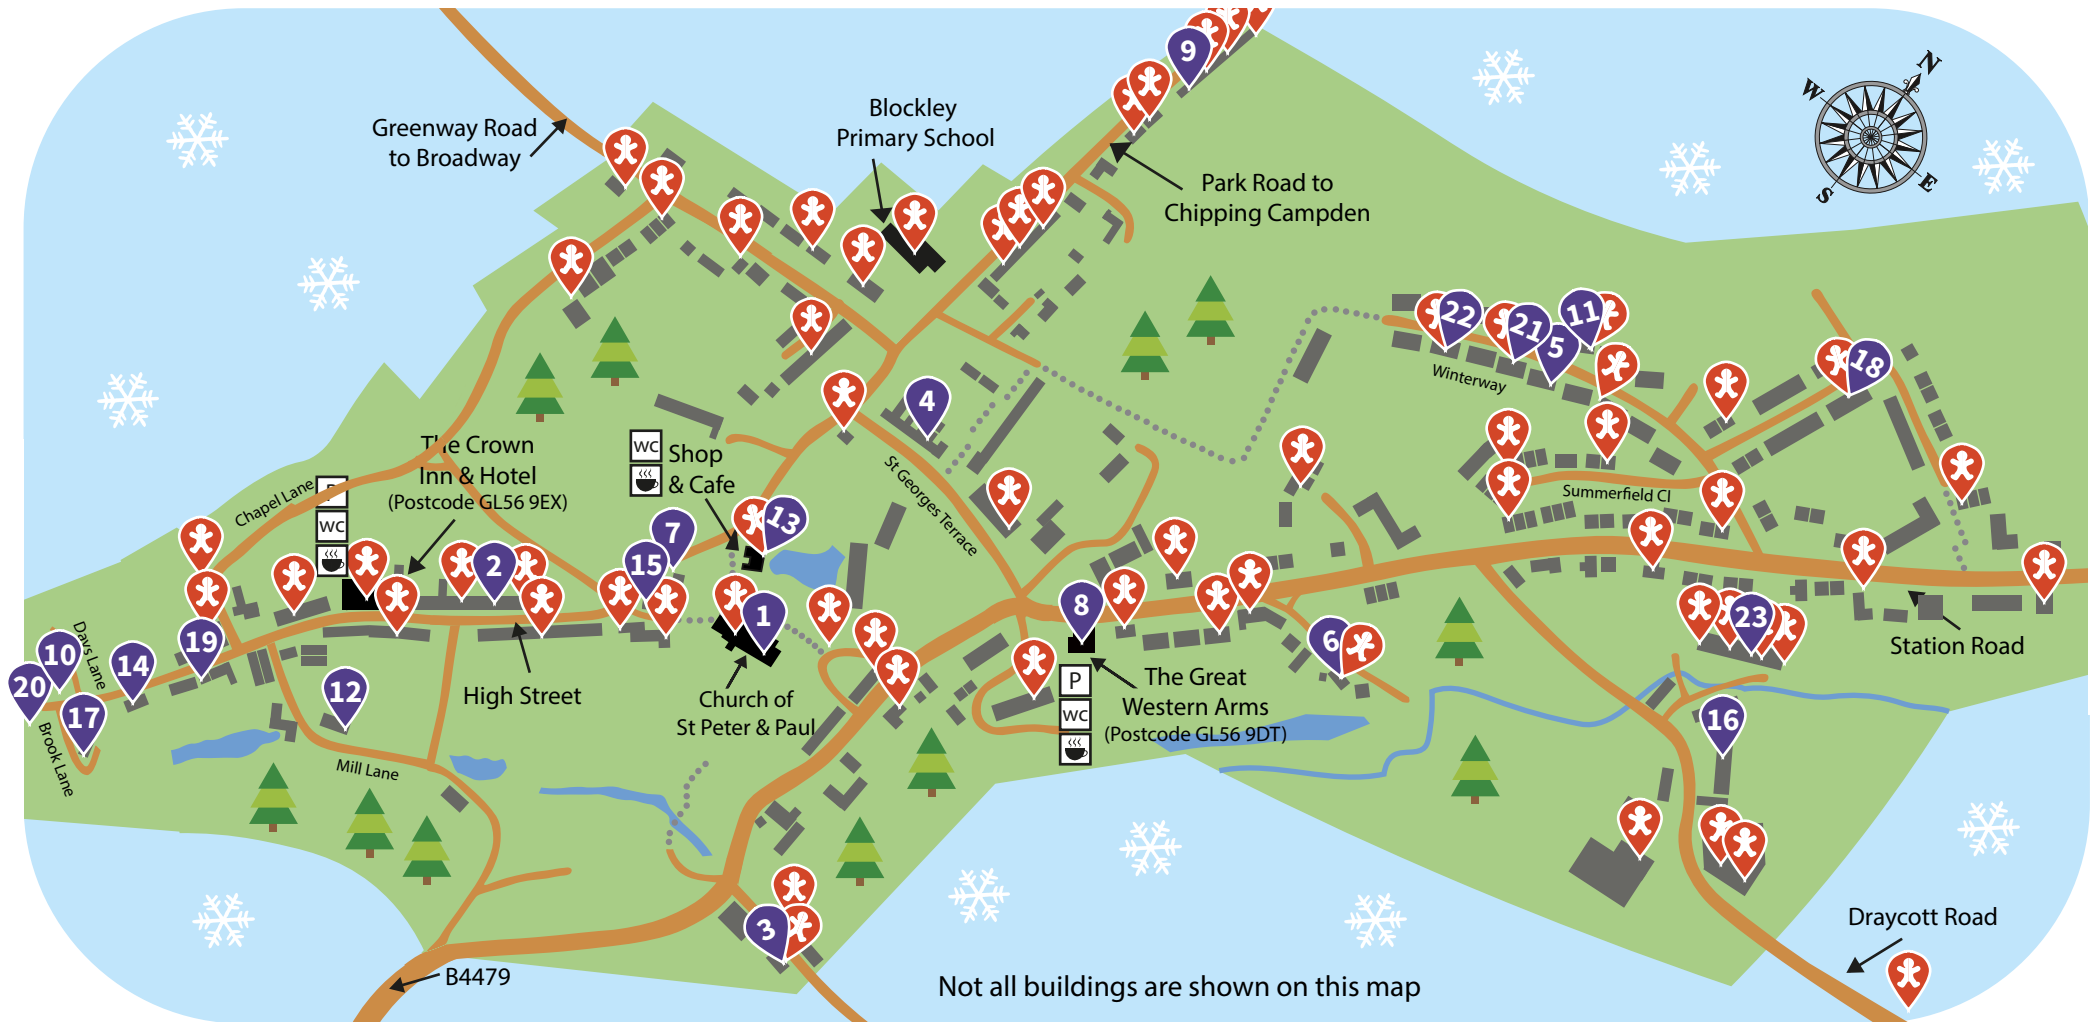 Greenway Road
to Broadway
Blockley
Primary School
Park Road to
Chipping Campden
N
W
E
S
9
22
21
5
11
18
Winterway
Summerfield Cl
4
St Georges Terrace
The Crown
Inn & Hotel
(Postcode GL56 9EX)
Chapel Lane
P
WC
WC
Shop
& Cafe
13
7
15
2
1
8
6
23
Station Road
10
20
17
14
19
12
Days Lane
Brook Lane
High Street
Mill Lane
Church of
St Peter & Paul
P
WC
The Great
Western Arms
(Postcode GL56 9DT)
16
3
B4479
Draycott Road
Not all buildings are shown on this map